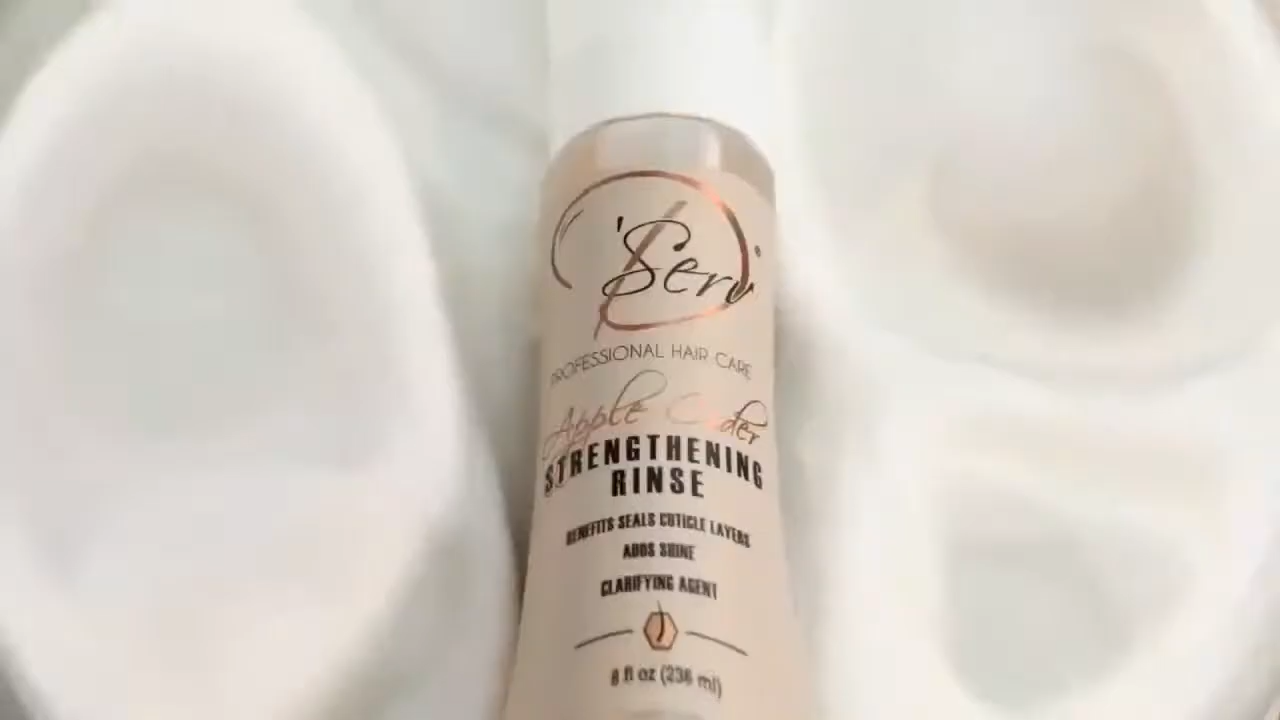 D'Serv®
PROFESSIONAL HAIR CARE
Apple Cider
STRENGTHENING
RINSE
BENEFITS SEALS CUTICLE LAYERS
ADDS SHINE
CLARIFYING AGENT
8 fl oz (236 ml)